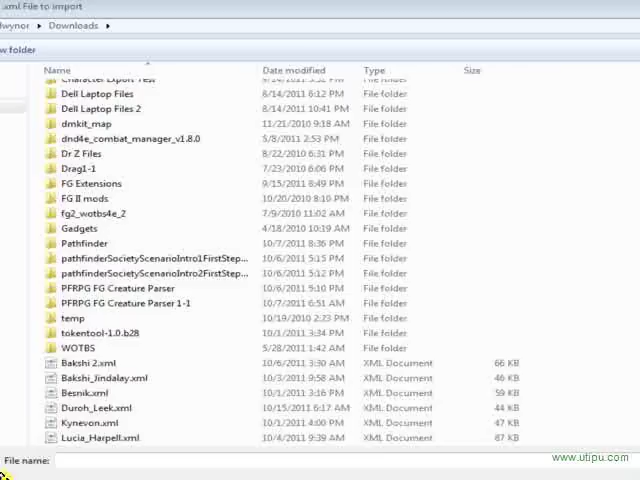 .xml File to import
lwynor ▸ Downloads ▸
w folder
Name Date modified Type Size
Character Export Test File folder
Dell Laptop Files 8/14/2011 6:12 PM File folder
Dell Laptop Files 2 8/14/2011 10:41 PM File folder
dmkit_map 11/21/2010 9:18 AM File folder
dnd4e_combat_manager_v1.8.0 5/8/2011 2:53 PM File folder
Dr Z Files 8/22/2010 6:31 PM File folder
Drag1-1 7/23/2010 6:06 PM File folder
FG Extensions 9/15/2011 8:49 PM File folder
FG II mods 10/20/2010 8:10 PM File folder
fg2_wotbs4e_2 7/9/2010 11:02 AM File folder
Gadgets 4/18/2010 10:19 AM File folder
Pathfinder 10/7/2011 8:36 PM File folder
pathfinderSocietyScenarioIntro1FirstStep... 10/6/2011 5:15 PM File folder
pathfinderSocietyScenarioIntro2FirstStep... 10/6/2011 5:12 PM File folder
PFRPG FG Creature Parser 10/6/2011 9:10 PM File folder
PFRPG FG Creature Parser 1-1 10/7/2011 6:51 AM File folder
temp 10/19/2010 2:23 PM File folder
tokentool-1.0.b28 10/1/2011 3:34 PM File folder
WOTBS 5/28/2011 1:42 AM File folder
Bakshi 2.xml 10/6/2011 3:30 AM XML Document 66 KB
Bakshi_Jindalay.xml 10/3/2011 9:58 AM XML Document 46 KB
Besnik.xml 10/1/2011 3:16 PM XML Document 59 KB
Duroh_Leek.xml 10/15/2011 6:17 AM XML Document 44 KB
Kynevon.xml 10/1/2011 4:00 PM XML Document 47 KB
Lucia_Harpell.xml 10/4/2011 9:39 AM XML Document 87 KB
File name:
www.utipu.com